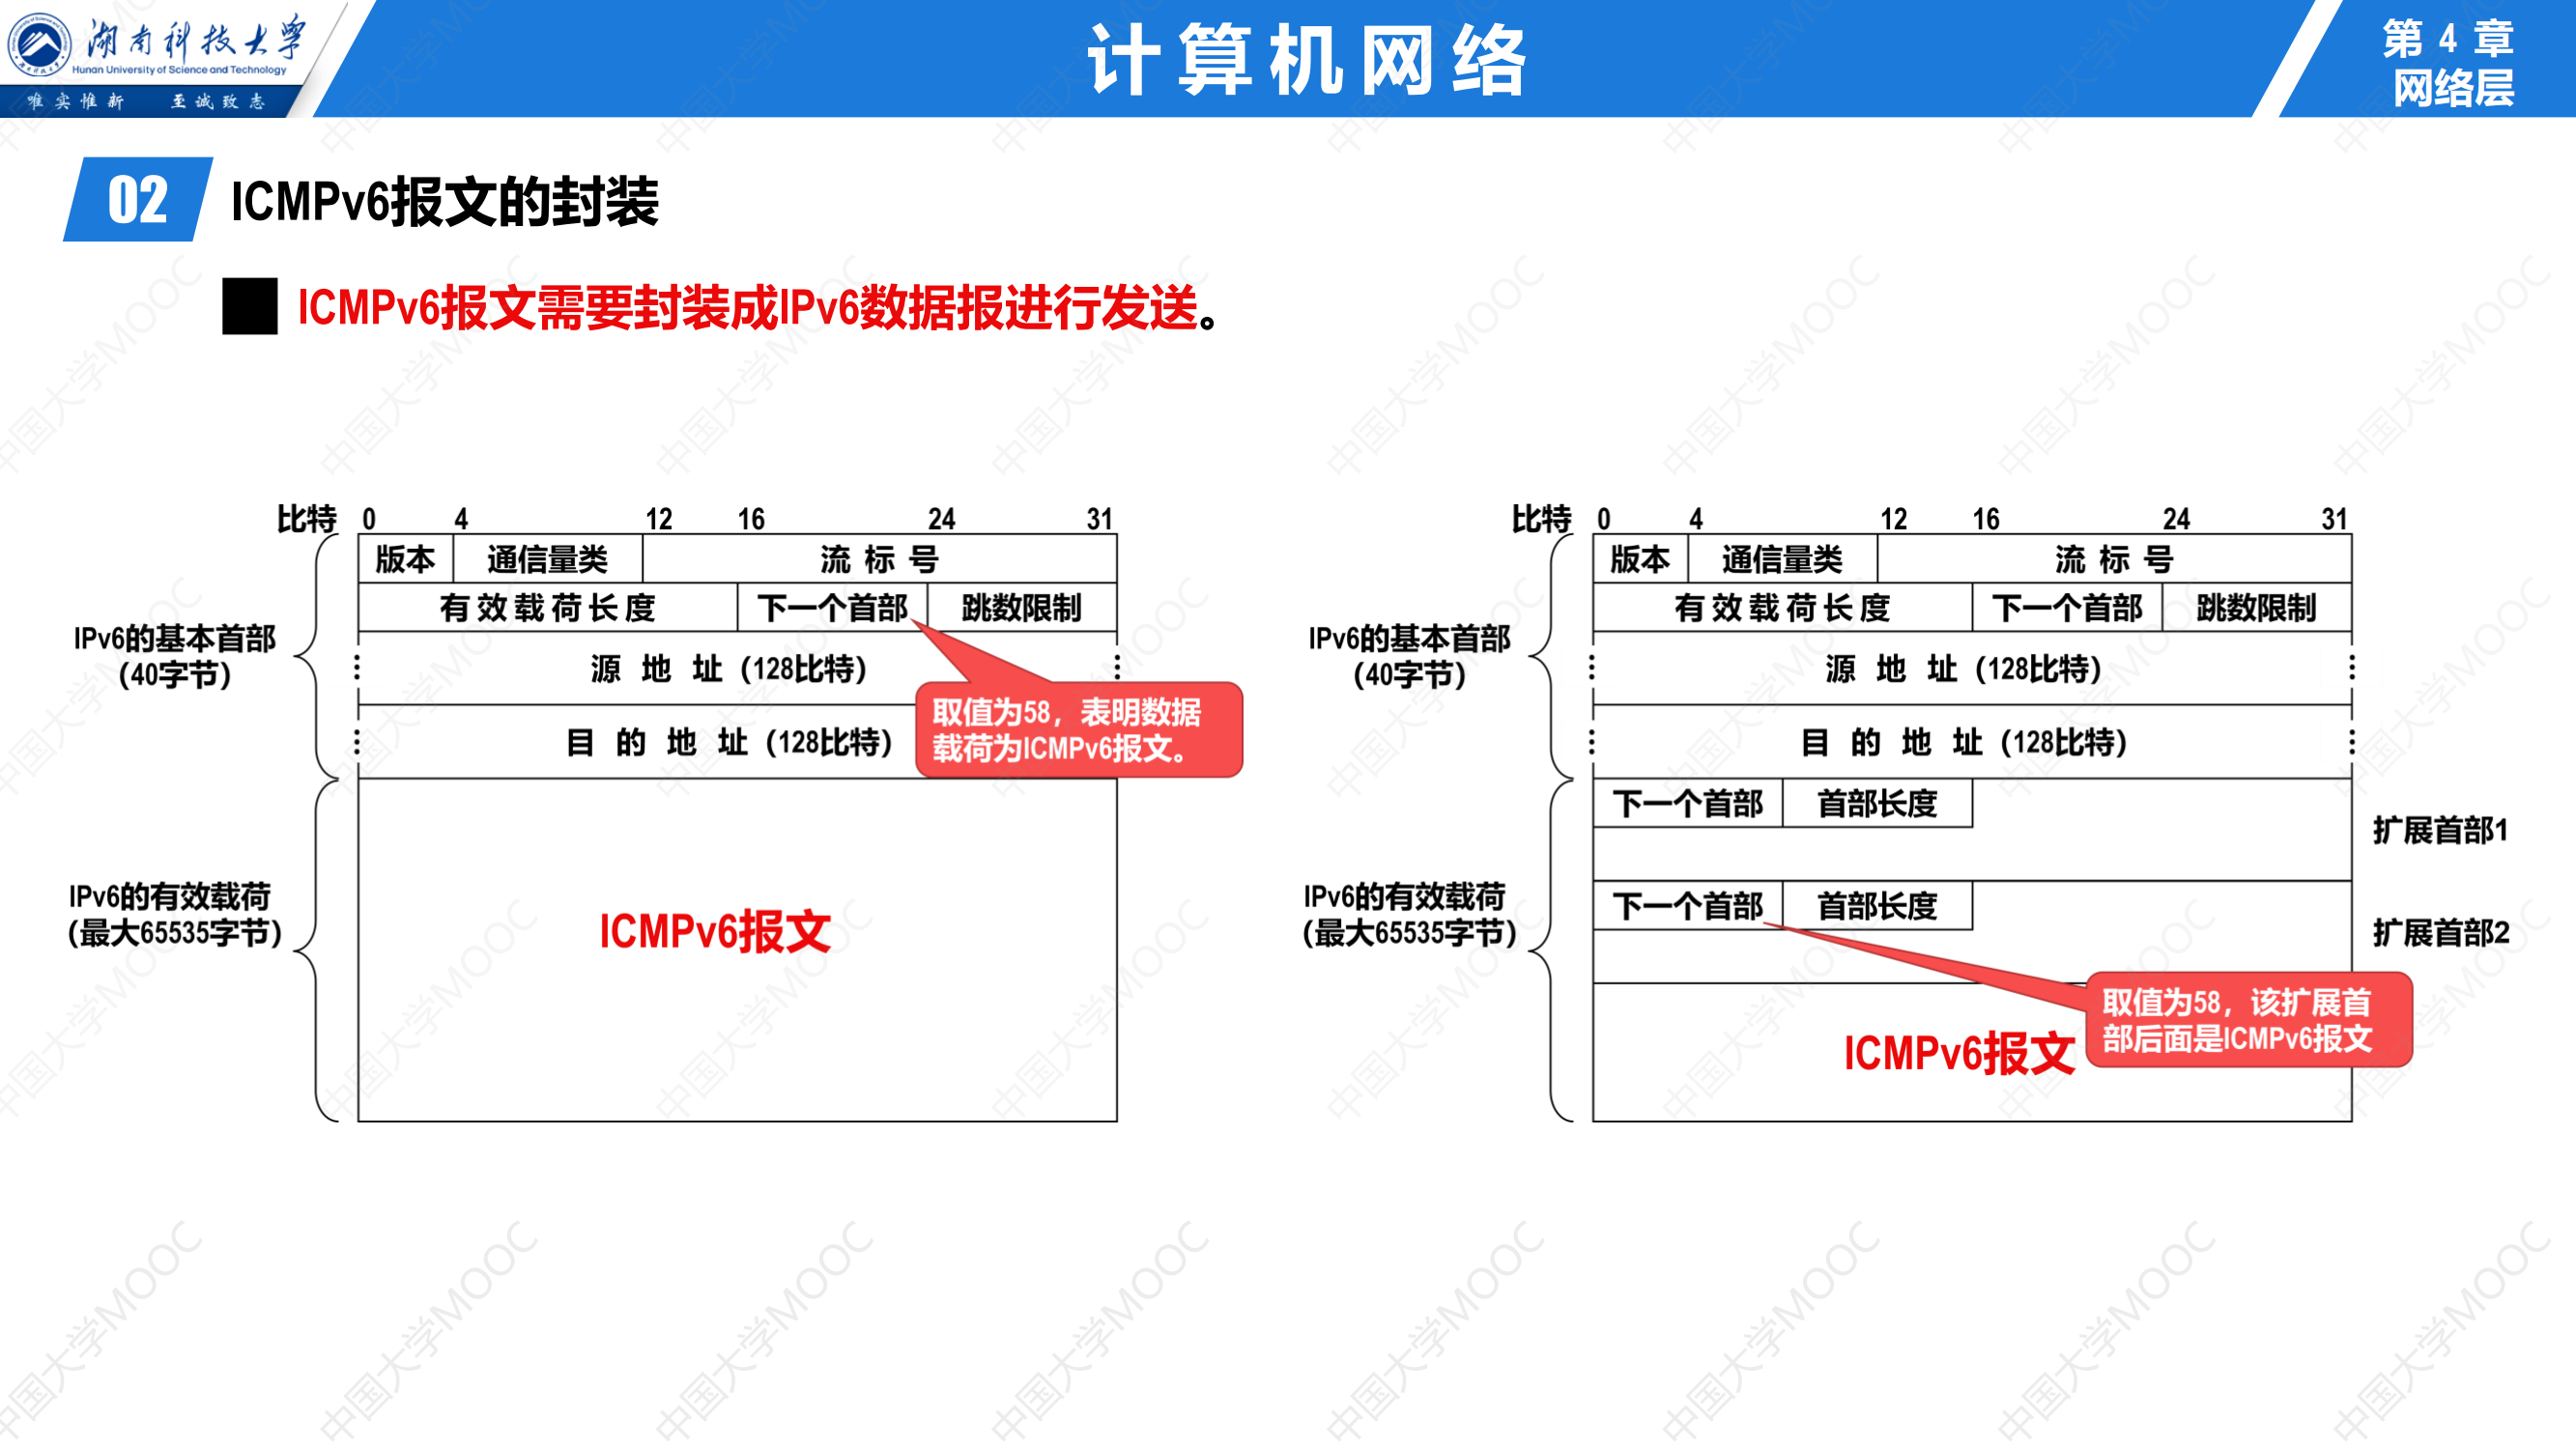 湖南科技大学
Hunan University of Science and Technology
唯实惟新 至诚致志
计算机网络
第 4 章
网络层
02 ICMPv6报文的封装
ICMPv6报文需要封装成IPv6数据报进行发送。
比特 0 4 12 16 24 31
版本 通信量类 流 标 号
有效载荷长度 下一个首部 跳数限制
IPv6的基本首部
(40字节)
源 地 址 (128比特)
目 的 地 址 (128比特)
取值为58，表明数据
载荷为ICMPv6报文。
IPv6的有效载荷
(最大65535字节)
ICMPv6报文
比特 0 4 12 16 24 31
版本 通信量类 流 标 号
有效载荷长度 下一个首部 跳数限制
IPv6的基本首部
(40字节)
源 地 址 (128比特)
目 的 地 址 (128比特)
下一个首部 首部长度
扩展首部1
IPv6的有效载荷
(最大65535字节)
下一个首部 首部长度
扩展首部2
取值为58，该扩展首
部后面是ICMPv6报文
ICMPv6报文
中国大学MOOC